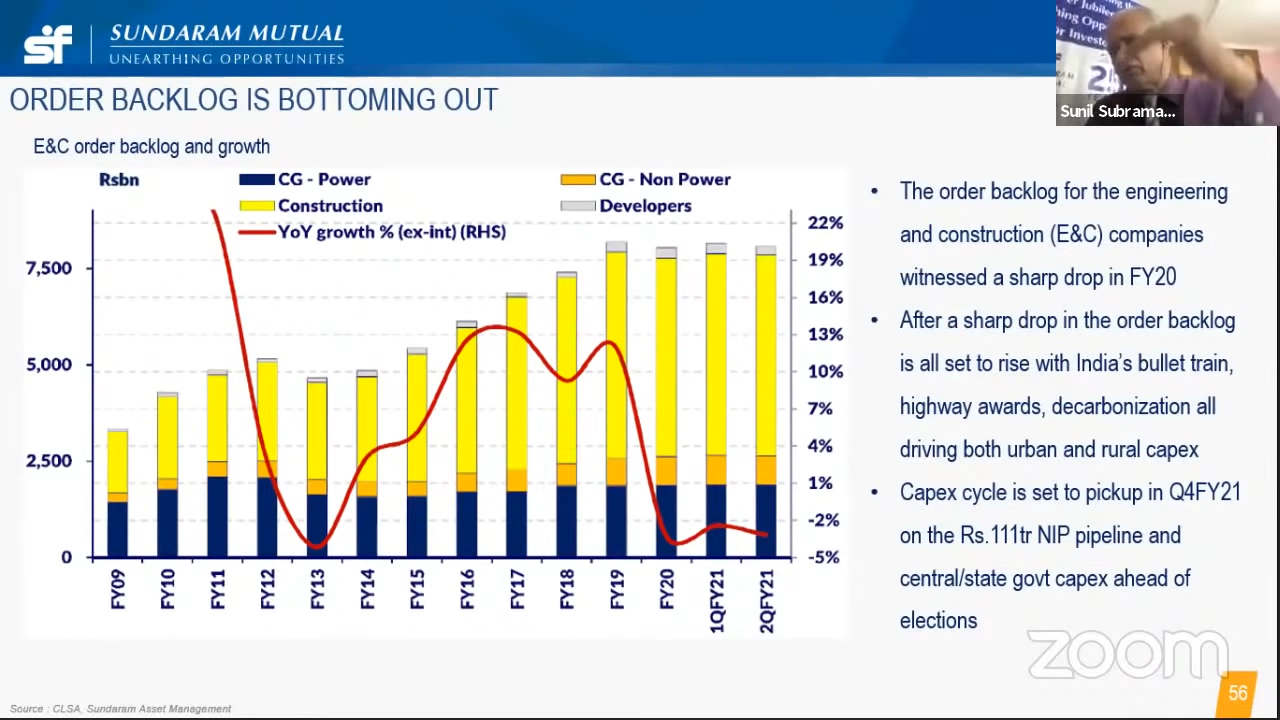 SUNDARAM MUTUAL
UNEARTHING OPPORTUNITIES
Sunil Subrama...
ORDER BACKLOG IS BOTTOMING OUT
E&C order backlog and growth
Rsbn
CG - Power
CG - Non Power
Construction
Developers
YoY growth % (ex-int) (RHS)
7,500
5,000
2,500
0
22%
19%
16%
13%
10%
7%
4%
1%
-2%
-5%
FY09
FY10
FY11
FY12
FY13
FY14
FY15
FY16
FY17
FY18
FY19
FY20
1QFY21
2QFY21
• The order backlog for the engineering
and construction (E&C) companies
witnessed a sharp drop in FY20
• After a sharp drop in the order backlog
is all set to rise with India's bullet train,
highway awards, decarbonization all
driving both urban and rural capex
• Capex cycle is set to pickup in Q4FY21
on the Rs.111tr NIP pipeline and
central/state govt capex ahead of
elections
zoom
56
Source : CLSA, Sundaram Asset Management